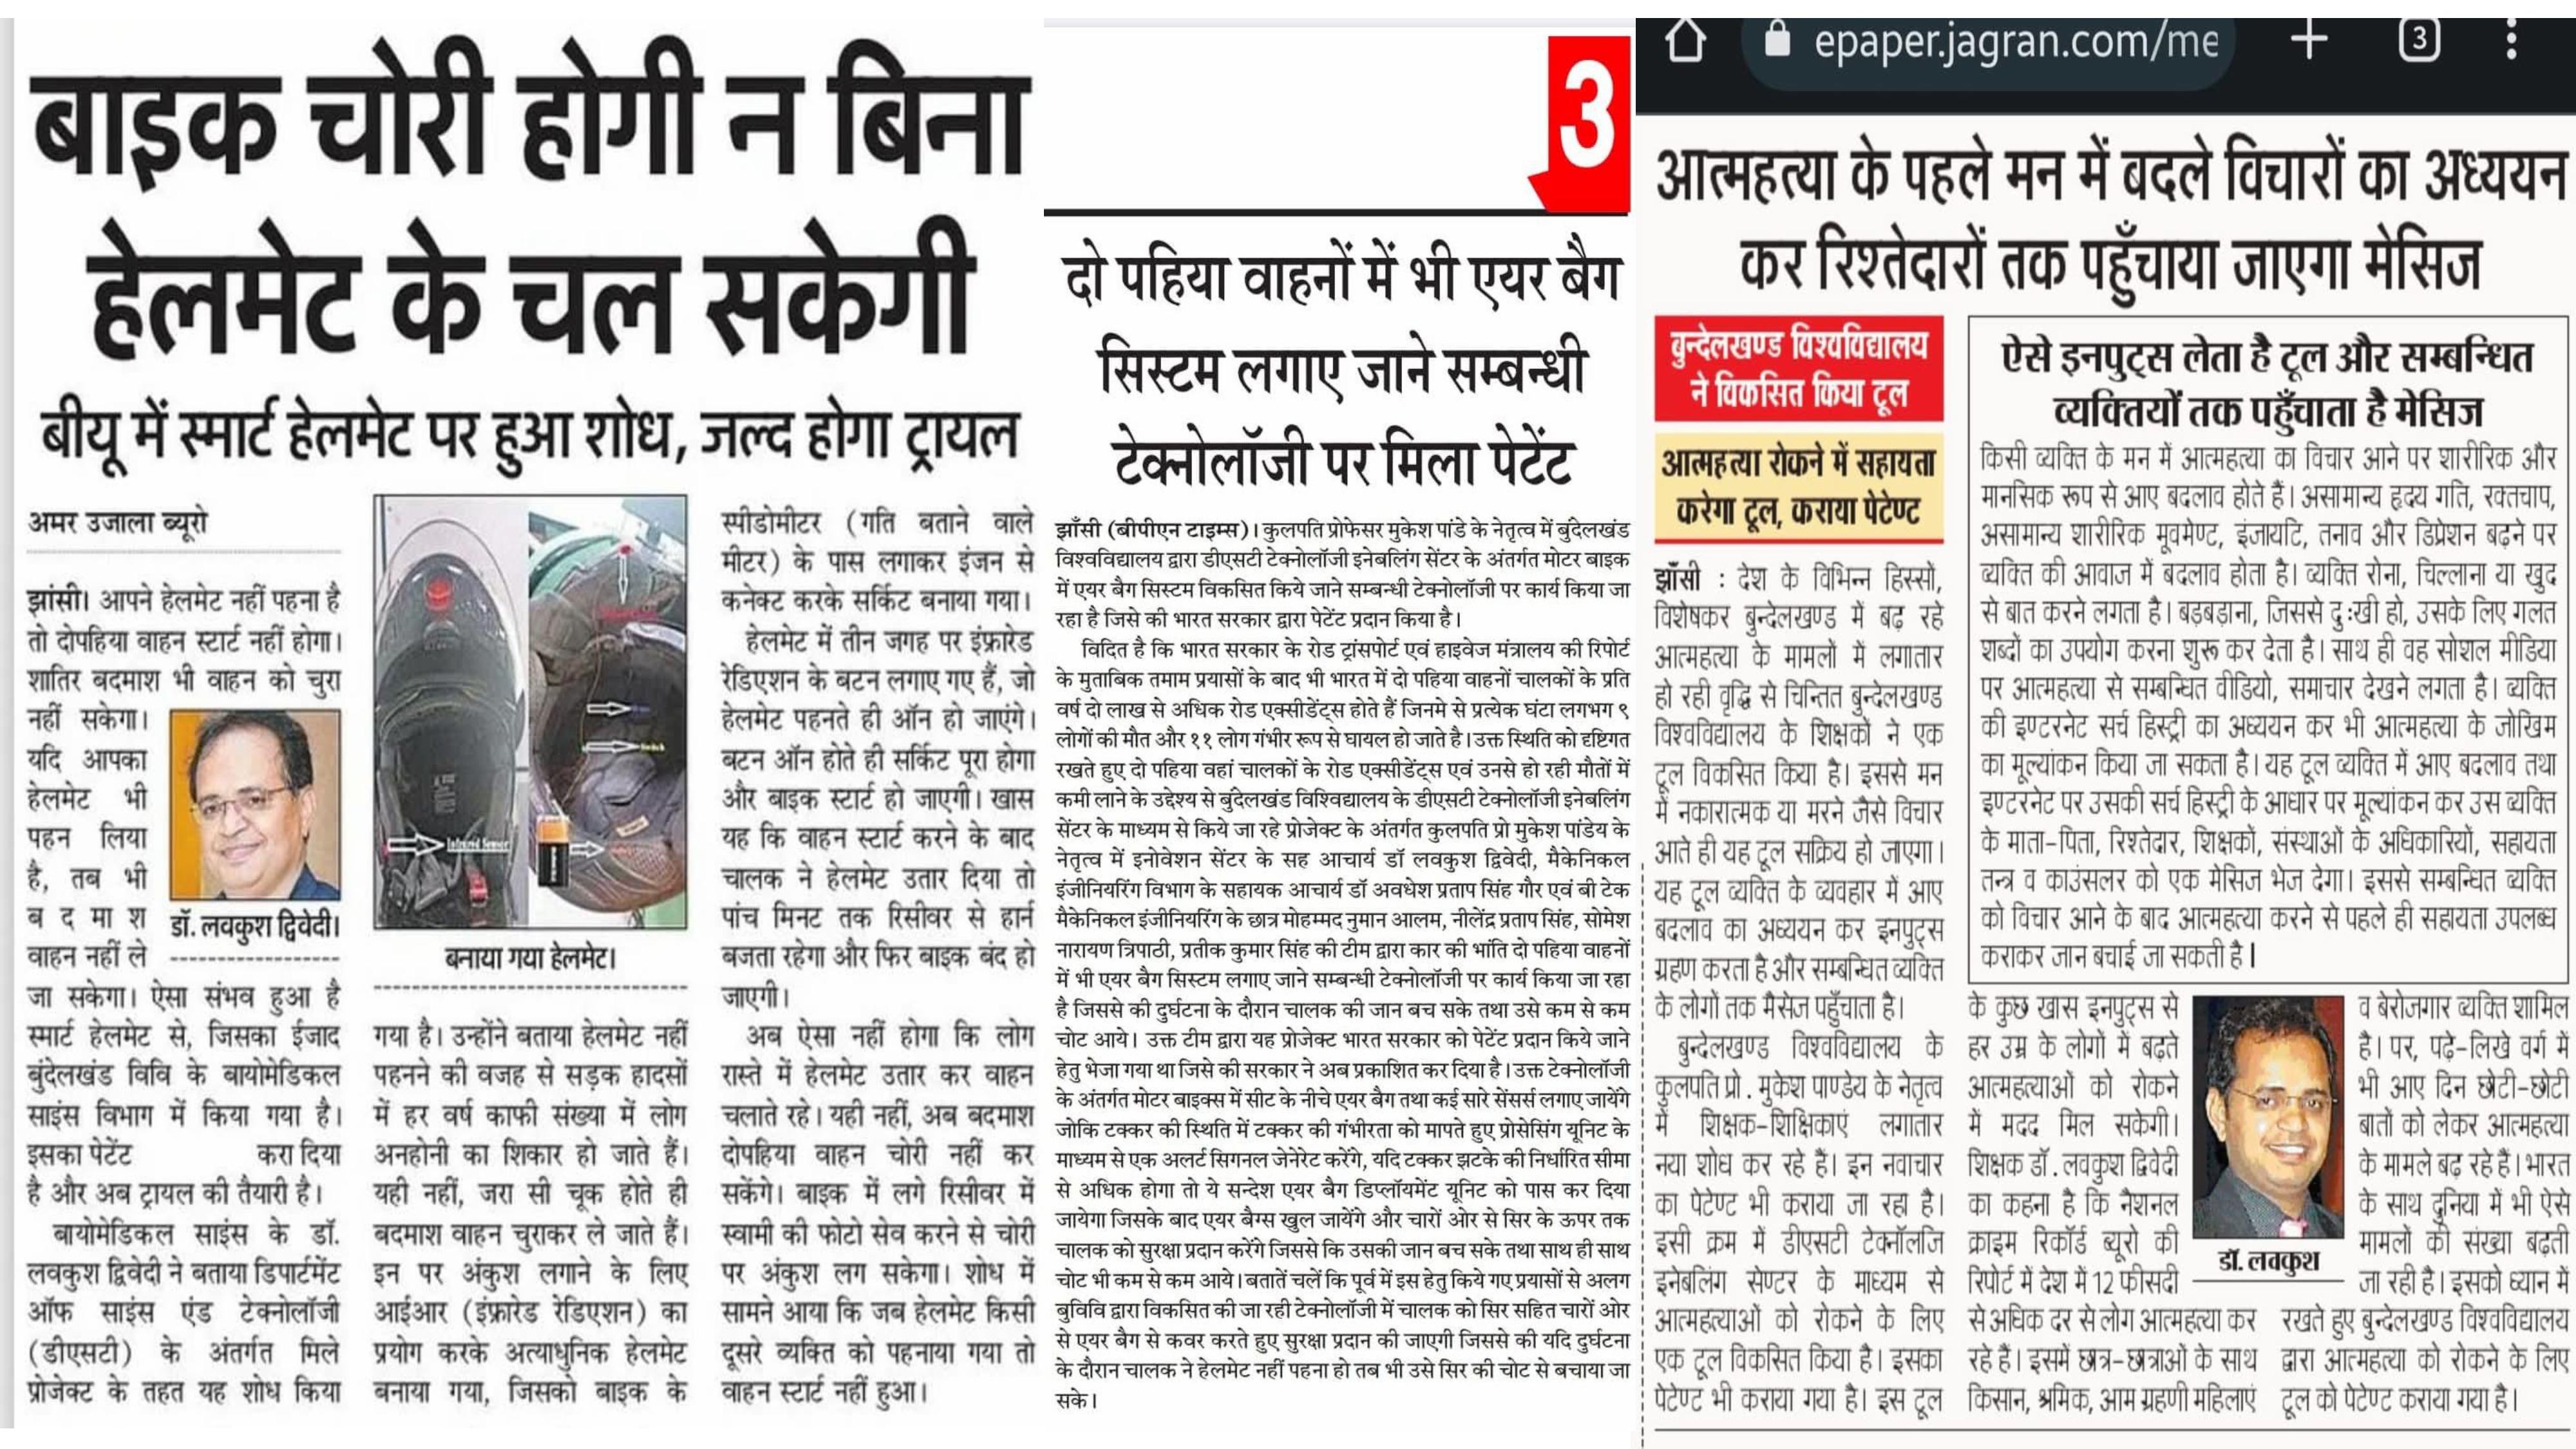 बाइक चोरी होगी न बिना
हेलमेट के चल सकेगी
बीयू में स्मार्ट हेलमेट पर हुआ शोध, जल्द होगा ट्रायल
अमर उजाला ब्यूरो
झांसी। आपने हेलमेट नहीं पहना है
तो दोपहिया वाहन स्टार्ट नहीं होगा।
शातिर बदमाश भी वाहन को चुरा
नहीं सकेगा।
यदि आपका
हेलमेट भी
पहन लिया
है, तब भी
ब द मा श
वाहन नहीं ले
डॉ. लवकुश द्विवेदी।
जा सकेगा। ऐसा संभव हुआ है
स्मार्ट हेलमेट से, जिसका ईजाद
बुंदेलखंड विवि के बायोमेडिकल
साइंस विभाग में किया गया है।
इसका पेटेंट करा दिया
है और अब ट्रायल की तैयारी है।
बायोमेडिकल साइंस के डॉ.
लवकुश द्विवेदी ने बताया डिपार्टमेंट
ऑफ साइंस एंड टेक्नोलॉजी
(डीएसटी) के अंतर्गत मिले
प्रोजेक्ट के तहत यह शोध किया
Infrared Sensor
Switch
बनाया गया हेलमेट।
गया है। उन्होंने बताया हेलमेट नहीं
पहनने की वजह से सड़क हादसों
में हर वर्ष काफी संख्या में लोग
अनहोनी का शिकार हो जाते हैं।
यही नहीं, जरा सी चूक होते ही
बदमाश वाहन चुराकर ले जाते हैं।
इन पर अंकुश लगाने के लिए
आईआर (इंफ्रारेड रेडिएशन) का
प्रयोग करके अत्याधुनिक हेलमेट
बनाया गया, जिसको बाइक के
स्पीडोमीटर (गति बताने वाले
मीटर) के पास लगाकर इंजन से
कनेक्ट करके सर्किट बनाया गया।
हेलमेट में तीन जगह पर इंफ्रारेड
रेडिएशन के बटन लगाए गए हैं, जो
हेलमेट पहनते ही ऑन हो जाएंगे।
बटन ऑन होते ही सर्किट पूरा होगा
और बाइक स्टार्ट हो जाएगी। खास
यह कि वाहन स्टार्ट करने के बाद
चालक ने हेलमेट उतार दिया तो
पांच मिनट तक रिसीवर से हार्न
बजता रहेगा और फिर बाइक बंद हो
जाएगी।
अब ऐसा नहीं होगा कि लोग
रास्ते में हेलमेट उतार कर वाहन
चलाते रहे। यही नहीं, अब बदमाश
दोपहिया वाहन चोरी नहीं कर
सकेंगे। बाइक में लगे रिसीवर में
स्वामी की फोटो सेव करने से चोरी
पर अंकुश लग सकेगा। शोध में
सामने आया कि जब हेलमेट किसी
दूसरे व्यक्ति को पहनाया गया तो
वाहन स्टार्ट नहीं हुआ।
3
दो पहिया वाहनों में भी एयर बैग
सिस्टम लगाए जाने सम्बन्धी
टेक्नोलॉजी पर मिला पेटेंट
झाँसी (बीपीएन टाइम्स)। कुलपति प्रोफेसर मुकेश पांडे के नेतृत्व में बुंदेलखंड
विश्वविद्यालय द्वारा डीएसटी टेक्नोलॉजी इनेबलिंग सेंटर के अंतर्गत मोटर बाइक
में एयर बैग सिस्टम विकसित किये जाने सम्बन्धी टेक्नोलॉजी पर कार्य किया जा
रहा है जिसे की भारत सरकार द्वारा पेटेंट प्रदान किया है।
विदित है कि भारत सरकार के रोड ट्रांसपोर्ट एवं हाइवेज मंत्रालय की रिपोर्ट
के मुताबिक तमाम प्रयासों के बाद भी भारत में दो पहिया वाहनों चालकों के प्रति
वर्ष दो लाख से अधिक रोड एक्सीडेंट्स होते हैं जिनमे से प्रत्येक घंटा लगभग ९
लोगों की मौत और ११ लोग गंभीर रूप से घायल हो जाते है। उक्त स्थिति को दृष्टिगत
रखते हुए दो पहिया वहां चालकों के रोड एक्सीडेंट्स एवं उनसे हो रही मौतों में
कमी लाने के उद्देश्य से बुंदेलखंड विश्विद्यालय के डीएसटी टेक्नोलॉजी इनेबलिंग
सेंटर के माध्यम से किये जा रहे प्रोजेक्ट के अंतर्गत कुलपति प्रो मुकेश पांडेय के
नेतृत्व में इनोवेशन सेंटर के सह आचार्य डॉ लवकुश द्विवेदी, मैकेनिकल
इंजीनियरिंग विभाग के सहायक आचार्य डॉ अवधेश प्रताप सिंह गौर एवं बी टेक
मैकेनिकल इंजीनियरिंग के छात्र मोहम्मद नुमान आलम, नीलेंद्र प्रताप सिंह, सोमेश
नारायण त्रिपाठी, प्रतीक कुमार सिंह की टीम द्वारा कार की भांति दो पहिया वाहनों
में भी एयर बैग सिस्टम लगाए जाने सम्बन्धी टेक्नोलॉजी पर कार्य किया जा रहा
है जिससे की दुर्घटना के दौरान चालक की जान बच सके तथा उसे कम से कम
चोट आये। उक्त टीम द्वारा यह प्रोजेक्ट भारत सरकार को पेटेंट प्रदान किये जाने
हेतु भेजा गया था जिसे की सरकार ने अब प्रकाशित कर दिया है। उक्त टेक्नोलॉजी
के अंतर्गत मोटर बाइक्स में सीट के नीचे एयर बैग तथा कई सारे सेंसर्स लगाए जायेंगे
जोकि टक्कर की स्थिति में टक्कर की गंभीरता को मापते हुए प्रोसेसिंग यूनिट के
माध्यम से एक अलर्ट सिगनल जेनेरेट करेंगे, यदि टक्कर झटके की निर्धारित सीमा
से अधिक होगा तो ये सन्देश एयर बैग डिप्लॉयमेंट यूनिट को पास कर दिया
जायेगा जिसके बाद एयर बैग्स खुल जायेंगे और चारों ओर से सिर के ऊपर तक
चालक को सुरक्षा प्रदान करेंगे जिससे कि उसकी जान बच सके तथा साथ ही साथ
चोट भी कम से कम आये। बतातें चलें कि पूर्व में इस हेतु किये गए प्रयासों से अलग
बुविवि द्वारा विकसित की जा रही टेक्नोलॉजी में चालक को सिर सहित चारों ओर
से एयर बैग से कवर करते हुए सुरक्षा प्रदान की जाएगी जिससे की यदि दुर्घटना
के दौरान चालक ने हेलमेट नहीं पहना हो तब भी उसे सिर की चोट से बचाया जा
सके।
epaper.jagran.com/me
3
आत्महत्या के पहले मन में बदले विचारों का अध्ययन
कर रिश्तेदारों तक पहुँचाया जाएगा मेसिज
बुन्देलखण्ड विश्वविद्यालय
ने विकसित किया टूल
आत्महत्या रोकने में सहायता
करेगा टूल, कराया पेटेण्ट
झाँसी : देश के विभिन्न हिस्सों,
विशेषकर बुन्देलखण्ड में बढ़ रहे
आत्महत्या के मामलों में लगातार
हो रही वृद्धि से चिन्तित बुन्देलखण्ड
विश्वविद्यालय के शिक्षकों ने एक
टूल विकसित किया है। इससे मन
में नकारात्मक या मरने जैसे विचार
आते ही यह टूल सक्रिय हो जाएगा।
यह टूल व्यक्ति के व्यवहार में आए
बदलाव का अध्ययन कर इनपुट्स
ग्रहण करता है और सम्बन्धित व्यक्ति
के लोगों तक मैसेज पहुँचाता है।
बुन्देलखण्ड विश्वविद्यालय के
कुलपति प्रो. मुकेश पाण्डेय के नेतृत्व
में शिक्षक-शिक्षिकाएं लगातार
नया शोध कर रहे हैं। इन नवाचार
का पेटेण्ट भी कराया जा रहा है।
इसी क्रम में डीएसटी टेक्नॉलजि
इनेबलिंग सेण्टर के माध्यम से
आत्महत्याओं को रोकने के लिए
एक टूल विकसित किया है। इसका
पेटेण्ट भी कराया गया है। इस टूल
ऐसे इनपुट्स लेता है टूल और सम्बन्धित
व्यक्तियों तक पहुँचाता है मेसिज
किसी व्यक्ति के मन में आत्महत्या का विचार आने पर शारीरिक और
मानसिक रूप से आए बदलाव होते हैं। असामान्य हृदय गति, रक्तचाप,
असामान्य शारीरिक मूवमेण्ट, इंजायटि, तनाव और डिप्रेशन बढ़ने पर
व्यक्ति की आवाज में बदलाव होता है। व्यक्ति रोना, चिल्लाना या खुद
से बात करने लगता है। बड़बड़ाना, जिससे दु:खी हो, उसके लिए गलत
शब्दों का उपयोग करना शुरू कर देता है। साथ ही वह सोशल मीडिया
पर आत्महत्या से सम्बन्धित वीडियो, समाचार देखने लगता है। व्यक्ति
की इण्टरनेट सर्च हिस्ट्री का अध्ययन कर भी आत्महत्या के जोखिम
का मूल्यांकन किया जा सकता है। यह टूल व्यक्ति में आए बदलाव तथा
इण्टरनेट पर उसकी सर्च हिस्ट्री के आधार पर मूल्यांकन कर उस व्यक्ति
के माता-पिता, रिश्तेदार, शिक्षकों, संस्थाओं के अधिकारियों, सहायता
तन्त्र व काउंसलर को एक मेसिज भेज देगा। इससे सम्बन्धित व्यक्ति
को विचार आने के बाद आत्महत्या करने से पहले ही सहायता उपलब्ध
कराकर जान बचाई जा सकती है।
के कुछ खास इनपुट्स से
हर उम्र के लोगों में बढ़ते
आत्महत्याओं को रोकने
में मदद मिल सकेगी।
शिक्षक डॉ. लवकुश द्विवेदी
का कहना है कि नैशनल
क्राइम रिकॉर्ड ब्यूरो की
रिपोर्ट में देश में 12 फीसदी
से अधिक दर से लोग आत्महत्या कर
रहे हैं। इसमें छात्र-छात्राओं के साथ
किसान, श्रमिक, आम ग्रहणी महिलाएं
डॉ. लवकुश
व बेरोजगार व्यक्ति शामिल
है। पर, पढ़े-लिखे वर्ग में
भी आए दिन छोटी-छोटी
बातों को लेकर आत्महत्या
के मामले बढ़ रहे हैं। भारत
के साथ दुनिया में भी ऐसे
मामलों की संख्या बढ़ती
जा रही है। इसको ध्यान में
रखते हुए बुन्देलखण्ड विश्वविद्यालय
द्वारा आत्महत्या को रोकने के लिए
टूल को पेटेण्ट कराया गया है।